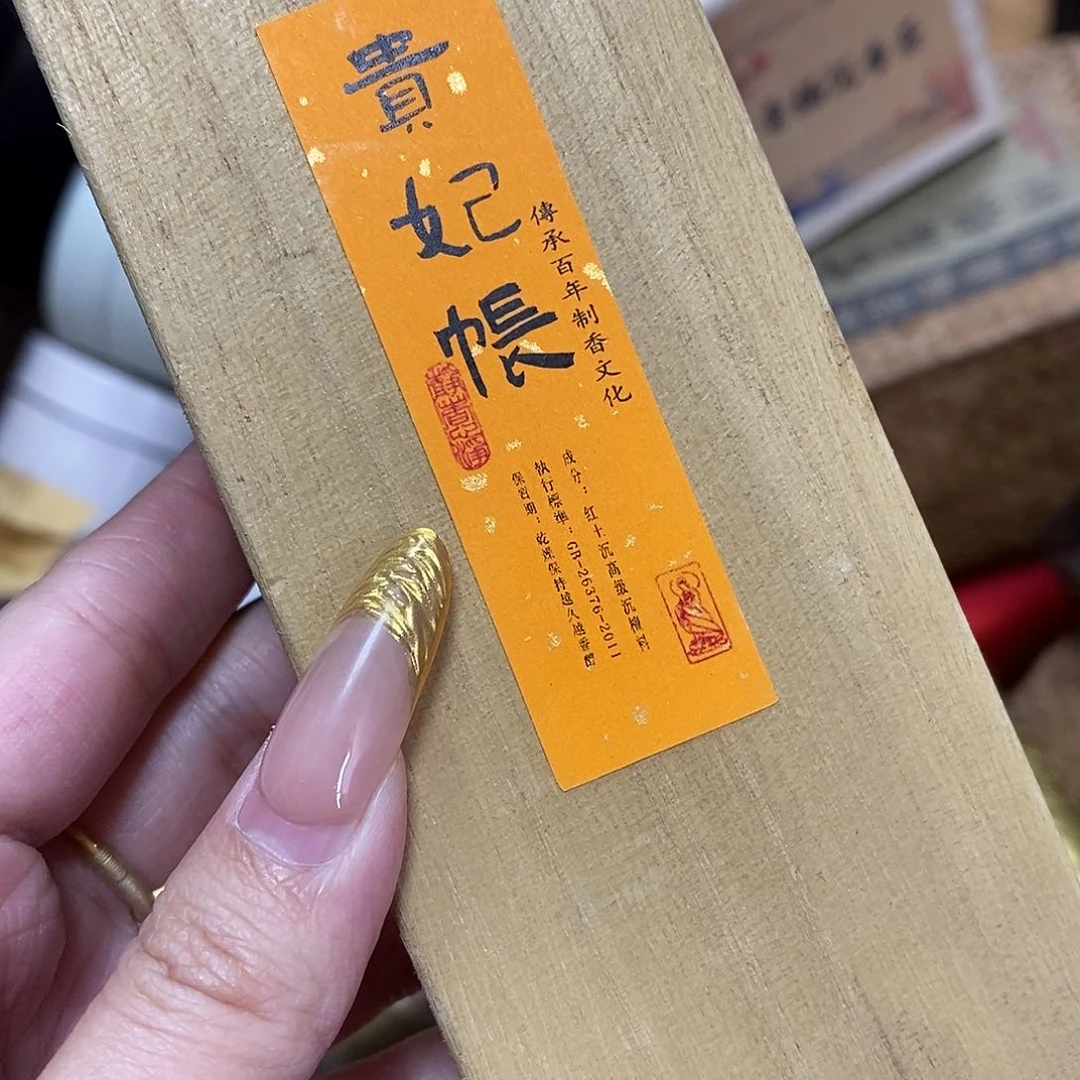 貴妃帳
傳承百年制香文化
成分：红土沉高级沉檀料
執行標準：GB-26376-2011
保質期：乾燥保持越久越香醇